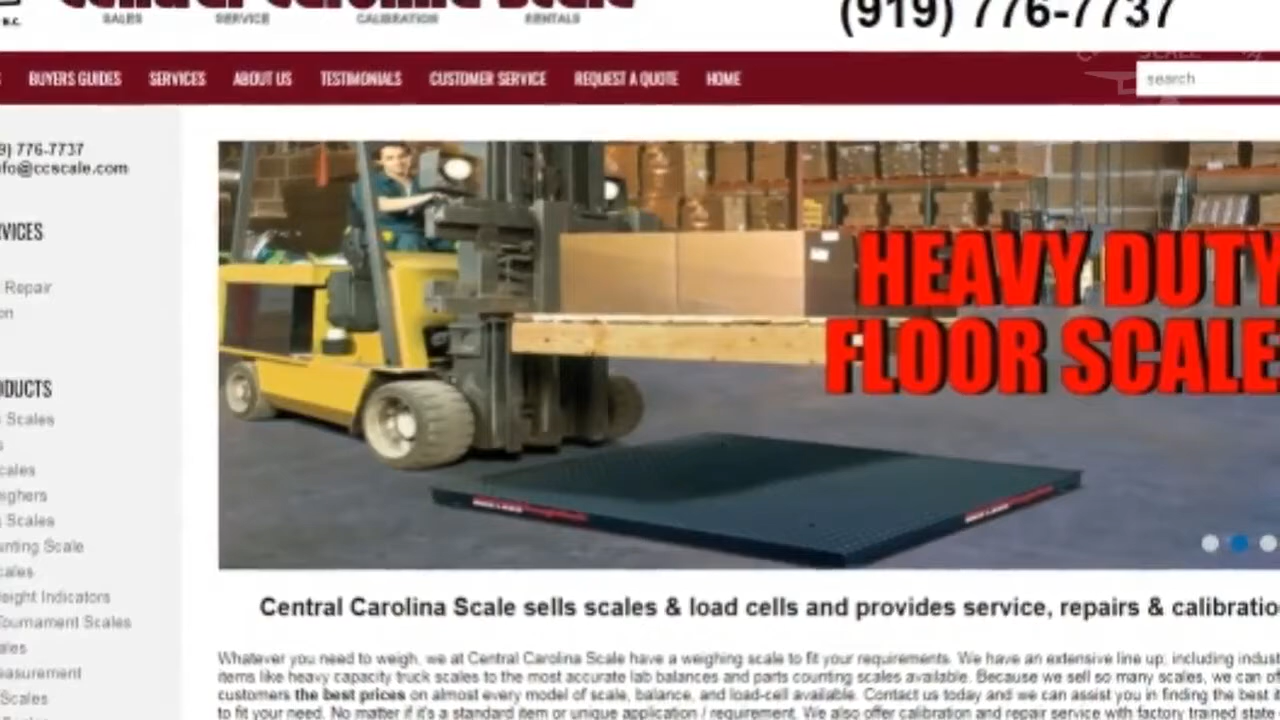 Central Carolina Scale
SALES SERVICE CALIBRATION RENTALS
(919) 776-7737
BUYERS GUIDES SERVICES ABOUT US TESTIMONIALS CUSTOMER SERVICE REQUEST A QUOTE HOME
search
9) 776-7737
nfo@ccscale.com
VICES
Repair
on
HEAVY DUTY
FLOOR SCALE
ODUCTS
Scales
s
cales
eighers
g Scales
unting Scale
cales
eight Indicators
Tournament Scales
ales
easurement
Scales
Central Carolina Scale sells scales & load cells and provides service, repairs & calibratio
Whatever you need to weigh, we at Central Carolina Scale have a weighing scale to fit your requirements. We have an extensive line up; including indust
items like heavy capacity truck scales to the most accurate lab balances and parts counting scales available. Because we sell so many scales, we can of
customers the best prices on almost every model of scale, balance, and load-cell available. Contact us today and we can assist you in finding the best
to fit your need. No matter if it's a standard item or unique application / requirement. We also offer calibration and repair service with factory trained state